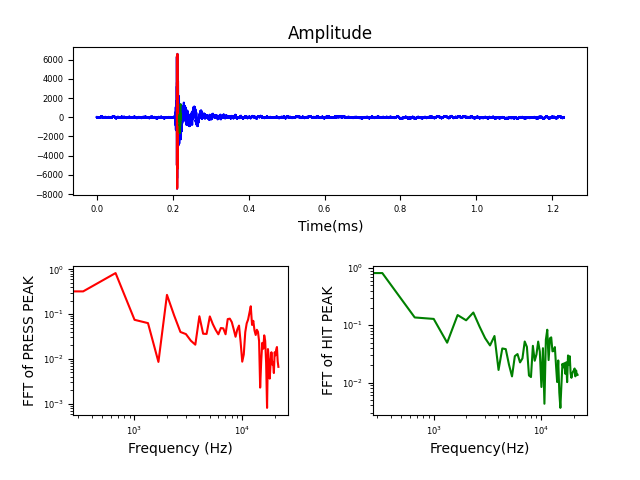 Amplitude
6000
4000
2000
0
−2000
−4000
−6000
−8000
0.0 0.2 0.4 0.6 0.8 1.0 1.2
Time(ms)
FFT of PRESS PEAK
10⁰
10⁻¹
10⁻²
10⁻³
10³ 10⁴
Frequency (Hz)
FFT of HIT PEAK
10⁰
10⁻¹
10⁻²
10³ 10⁴
Frequency(Hz)